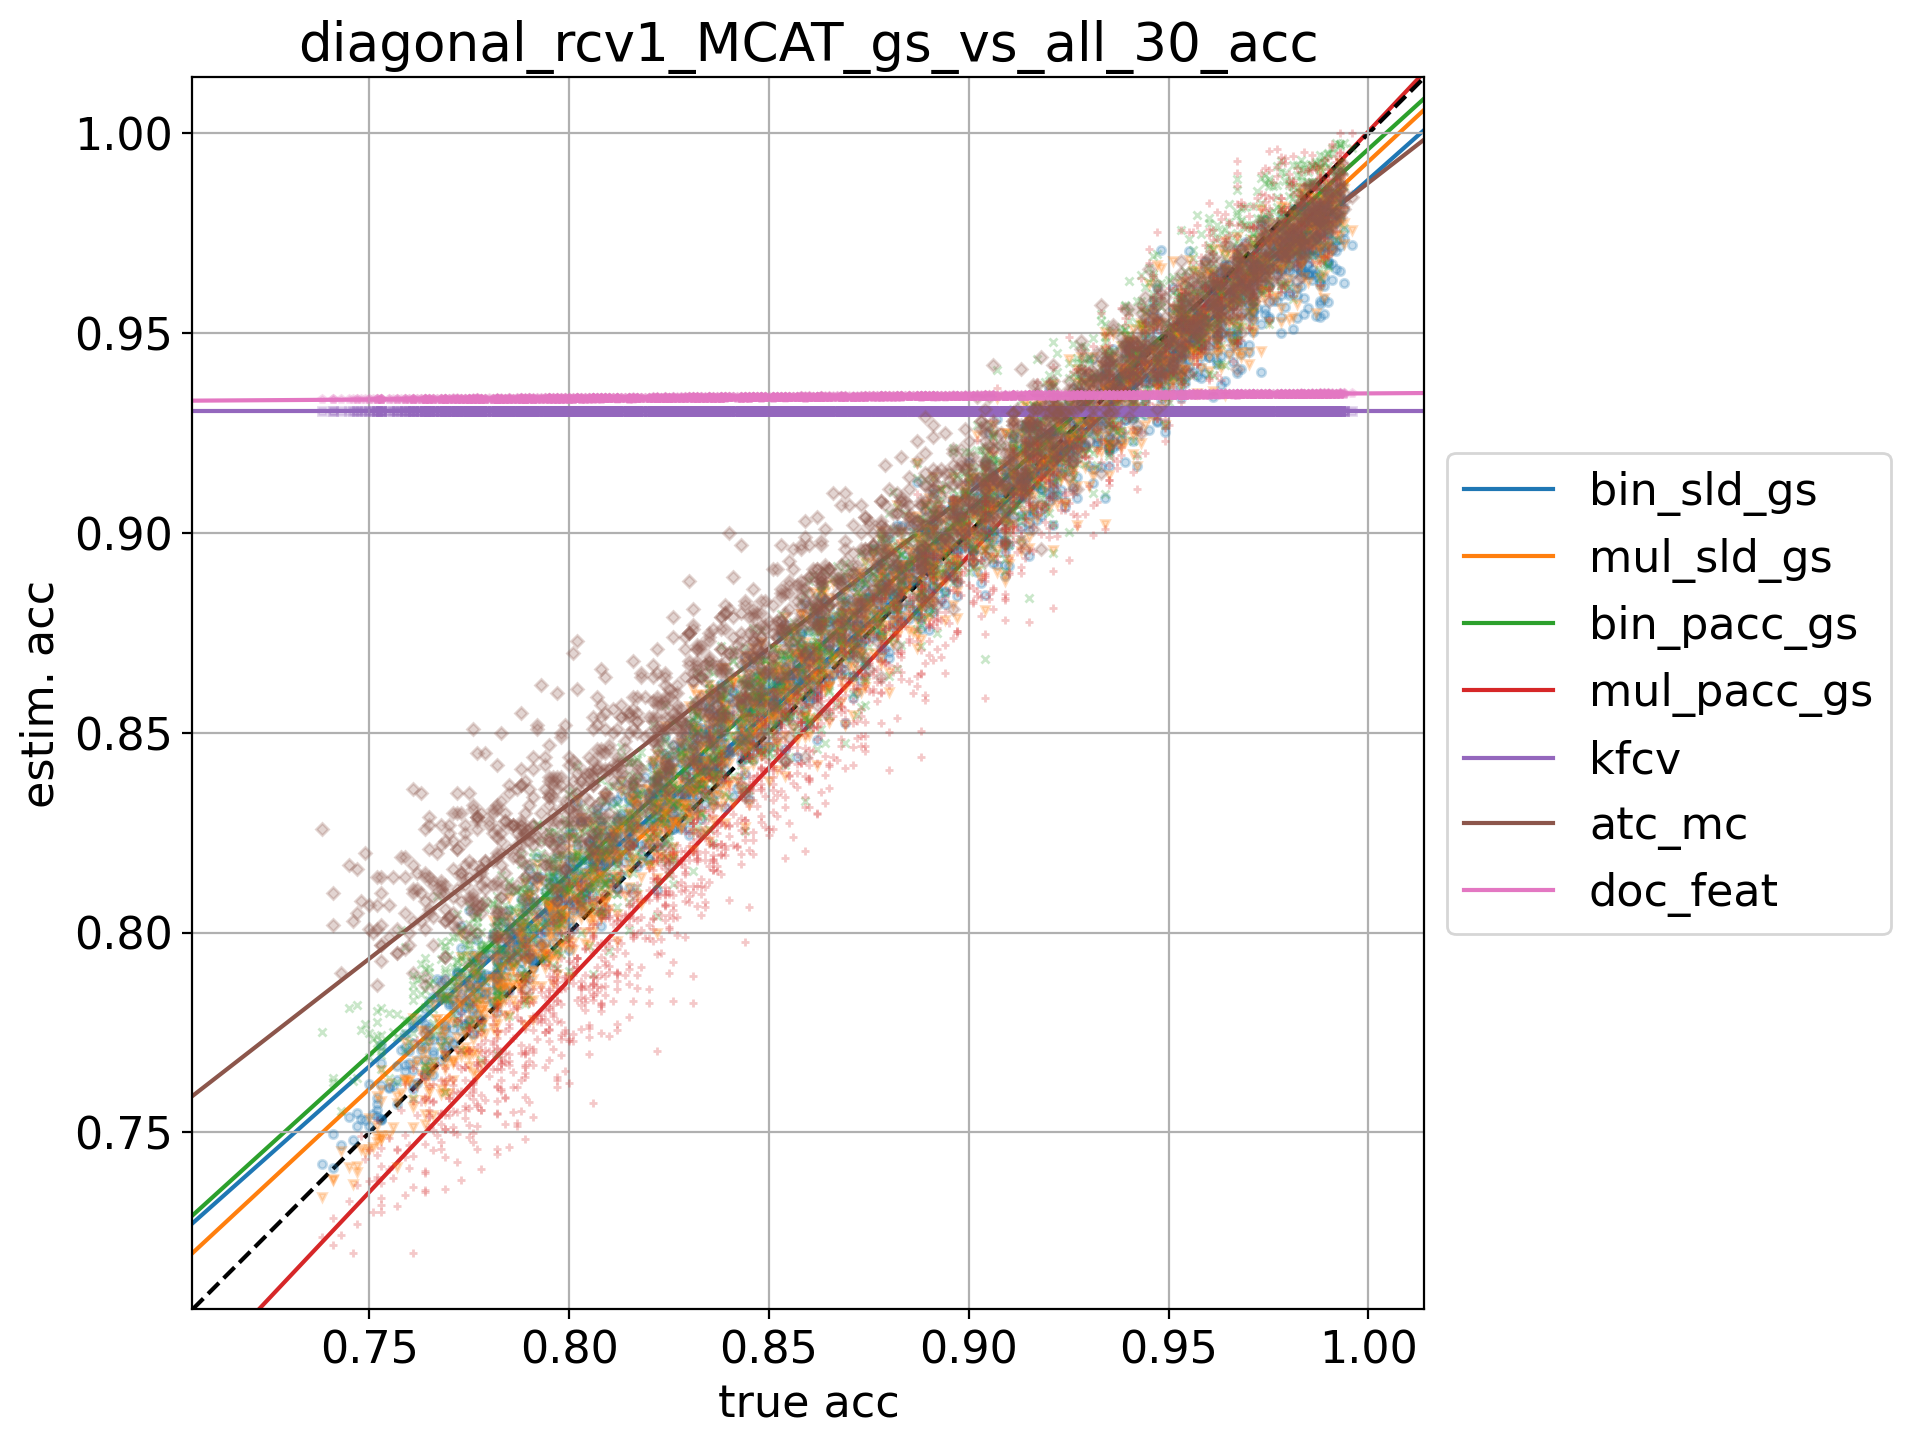 diagonal_rcv1_MCAT_gs_vs_all_30_acc
1.00
0.95
0.90
0.85
0.80
0.75
estim. acc
0.75 0.80 0.85 0.90 0.95 1.00
true acc
bin_sld_gs
mul_sld_gs
bin_pacc_gs
mul_pacc_gs
kfcv
atc_mc
doc_feat